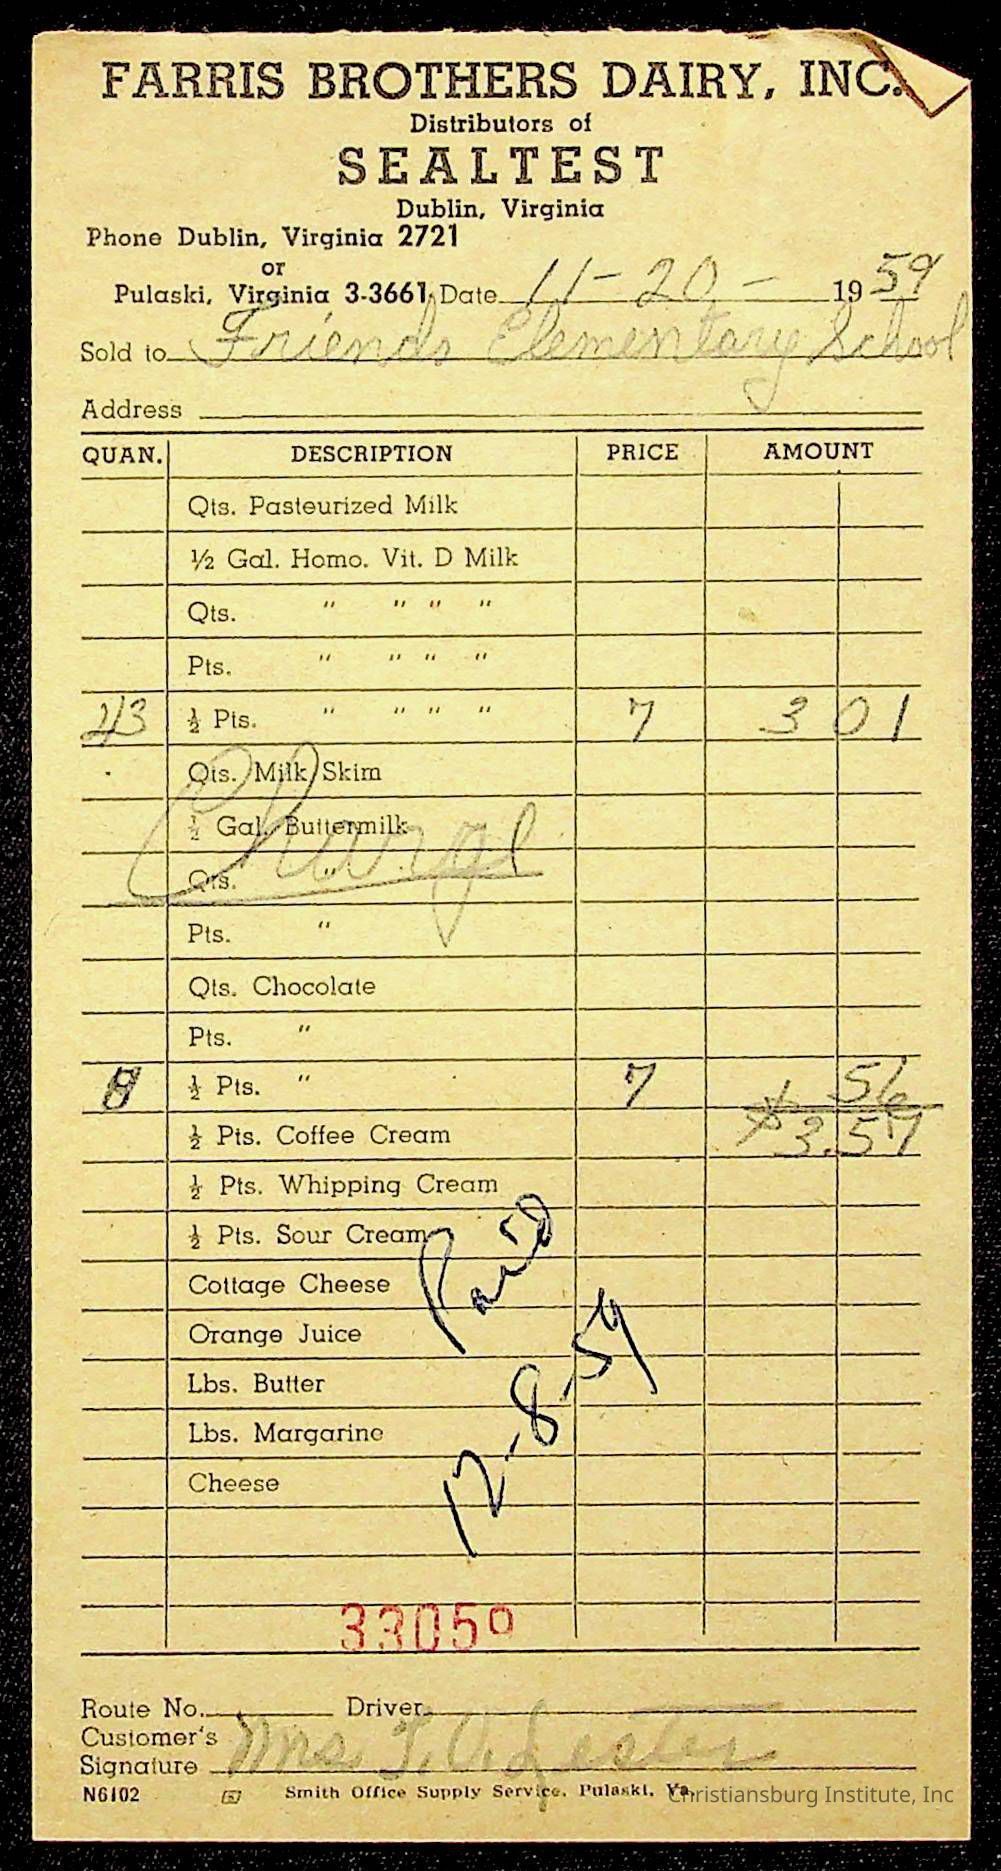 FARRIS BROTHERS DAIRY, INC.
Distributors of
SEALTEST
Dublin, Virginia
Phone Dublin, Virginia 2721
or
Pulaski, Virginia 3-3661, Date 11-20- 1959
Sold to Friends Elementary School
Address
QUAN. DESCRIPTION PRICE AMOUNT
Qts. Pasteurized Milk
½ Gal. Homo. Vit. D Milk
Qts. " " " "
Pts. " " " "
43 ½ Pts. " " " " 7 3 01
Qts. Milk Skim
½ Gal. Buttermilk
Charge
Qts. "
Pts. "
Qts. Chocolate
Pts. "
8 ½ Pts. " 7 56
½ Pts. Coffee Cream $3.57
½ Pts. Whipping Cream
½ Pts. Sour Cream
Cottage Cheese
Orange Juice
Lbs. Butter
Lbs. Margarine
Cheese
Paid
12-8-59
33050
Route No. Driver
Customer's
Signature Mrs. T. O. Lester
N6102 Smith Office Supply Service, Pulaski, Va.
Christiansburg Institute, Inc